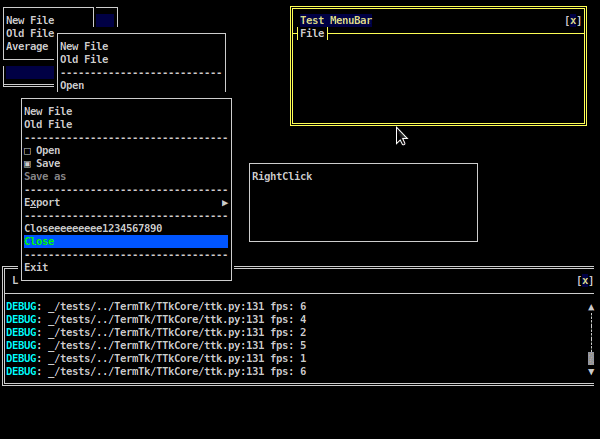 New File
Old File
Average
New File
Old File
Open
Test MenuBar [x]
File
New File
Old File
□ Open
▣ Save
Save as
Export ▶
Closeeeeeeeee1234567890
Close
Exit
RightClick
L [x]
DEBUG: _/tests/../TermTk/TTkCore/ttk.py:131 fps: 6
DEBUG: _/tests/../TermTk/TTkCore/ttk.py:131 fps: 4
DEBUG: _/tests/../TermTk/TTkCore/ttk.py:131 fps: 2
DEBUG: _/tests/../TermTk/TTkCore/ttk.py:131 fps: 5
DEBUG: _/tests/../TermTk/TTkCore/ttk.py:131 fps: 1
DEBUG: _/tests/../TermTk/TTkCore/ttk.py:131 fps: 6